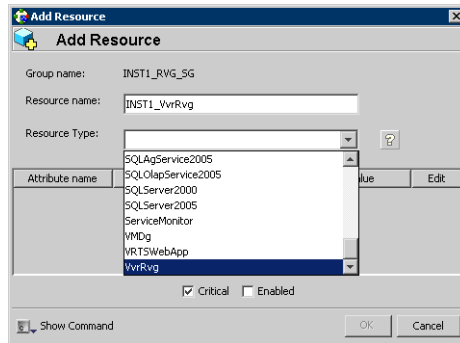 Add Resource
Add Resource
Group name: INST1_RVG_SG
Resource name: INST1_VvrRvg
Resource Type:
SQLAgService2005
SQLOlapService2005
SQLServer2000
SQLServer2005
ServiceMonitor
VMDg
VRTSWebApp
VvrRvg
Attribute name Edit
Critical Enabled
Show Command OK Cancel